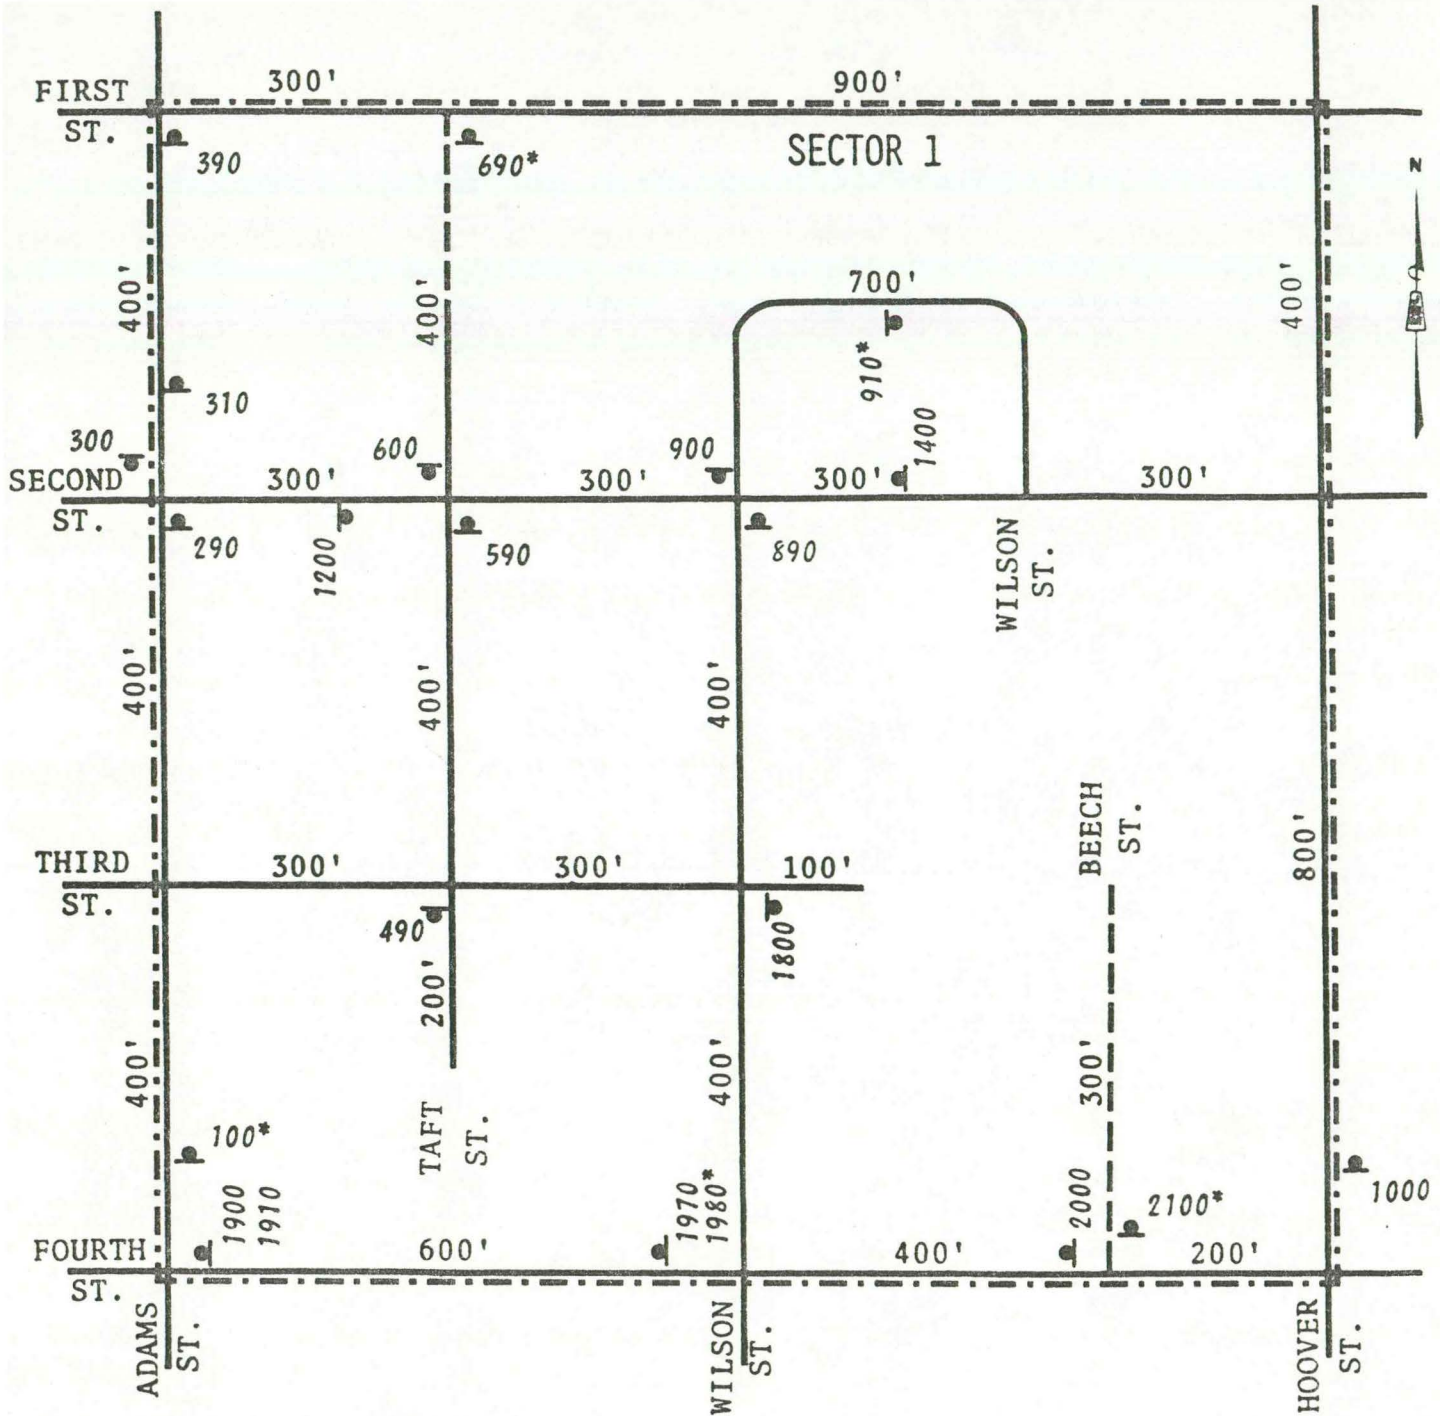 300'
900'
FIRST
ST.
SECTOR 1
390
690*
N
400'
400'
700'
400'
910*
310
1400
300
600
900
SECOND
300'
300'
300'
300'
ST.
290
1200
590
890
WILSON
ST.
400'
400'
400'
BEECH
ST.
800'
THIRD
300'
300'
100'
ST.
490
1800
200'
400'
400'
300'
100*
TAFT
ST.
1900
1910
1970
1980*
2000
2100*
1000
FOURTH
600'
400'
200'
ST.
ADAMS
ST.
WILSON
ST.
HOOVER
ST.